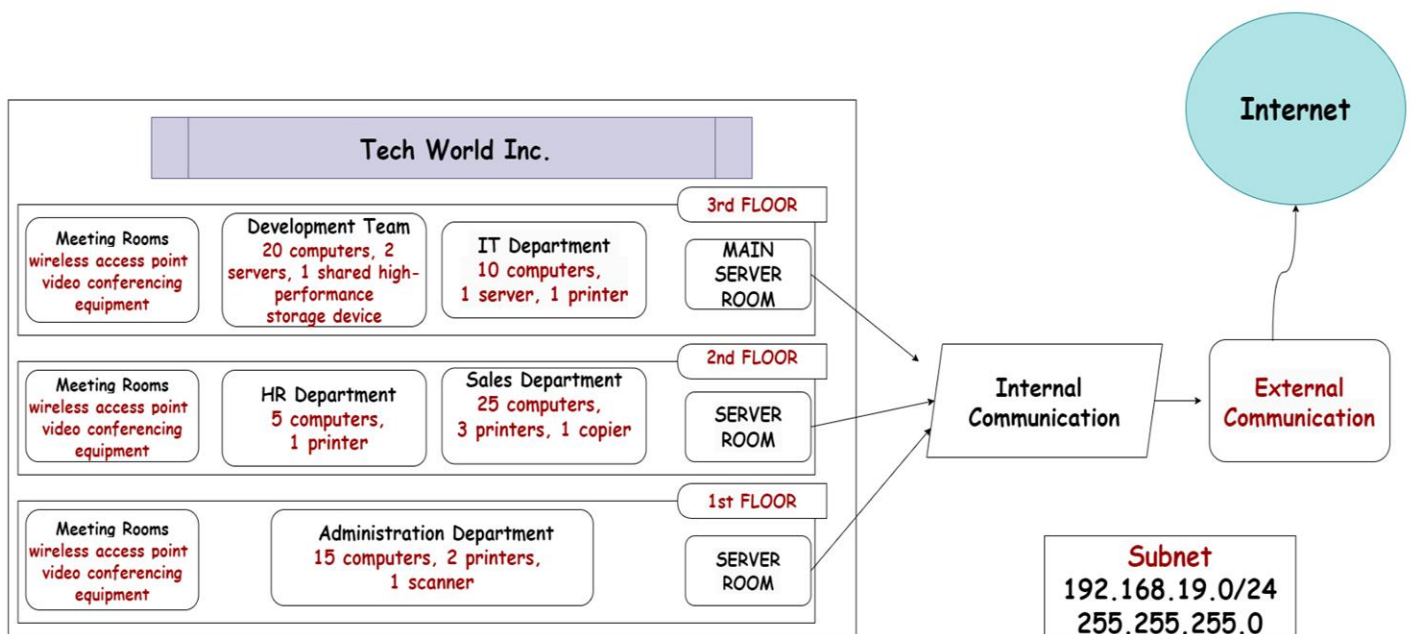 Internet
Tech World Inc.
3rd FLOOR
Meeting Rooms
wireless access point
video conferencing
equipment
Development Team
20 computers, 2
servers, 1 shared high-
performance
storage device
IT Department
10 computers,
1 server, 1 printer
MAIN
SERVER
ROOM
2nd FLOOR
Meeting Rooms
wireless access point
video conferencing
equipment
HR Department
5 computers,
1 printer
Sales Department
25 computers,
3 printers, 1 copier
SERVER
ROOM
Internal
Communication
External
Communication
1st FLOOR
Meeting Rooms
wireless access point
video conferencing
equipment
Administration Department
15 computers, 2 printers,
1 scanner
SERVER
ROOM
Subnet
192.168.19.0/24
255.255.255.0